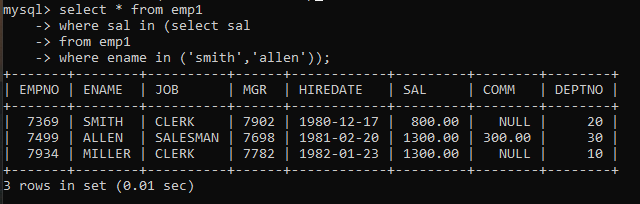 mysql> select * from emp1
    -> where sal in (select sal
    -> from emp1
    -> where ename in ('smith','allen'));
+-------+--------+----------+------+------------+---------+--------+--------+
| EMPNO | ENAME  | JOB      | MGR  | HIREDATE   | SAL     | COMM   | DEPTNO |
+-------+--------+----------+------+------------+---------+--------+--------+
|  7369 | SMITH  | CLERK    | 7902 | 1980-12-17 |  800.00 |   NULL |     20 |
|  7499 | ALLEN  | SALESMAN | 7698 | 1981-02-20 | 1300.00 | 300.00 |     30 |
|  7934 | MILLER | CLERK    | 7782 | 1982-01-23 | 1300.00 |   NULL |     10 |
+-------+--------+----------+------+------------+---------+--------+--------+
3 rows in set (0.01 sec)